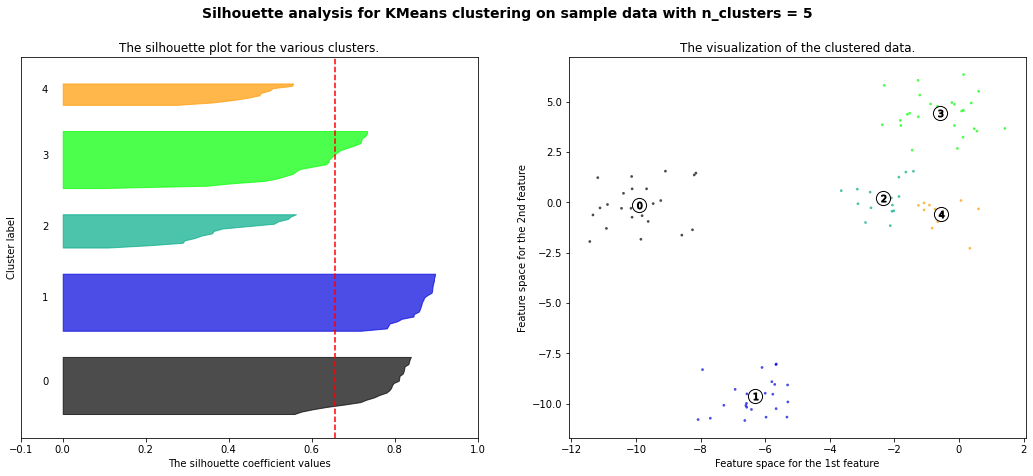 Silhouette analysis for KMeans clustering on sample data with n_clusters = 5
The silhouette plot for the various clusters.
Cluster label
4
3
2
1
0
−0.1 0.0 0.2 0.4 0.6 0.8 1.0
The silhouette coefficient values
The visualization of the clustered data.
Feature space for the 2nd feature
5.0
2.5
0.0
−2.5
−5.0
−7.5
−10.0
3
2
0
4
1
−12 −10 −8 −6 −4 −2 0 2
Feature space for the 1st feature